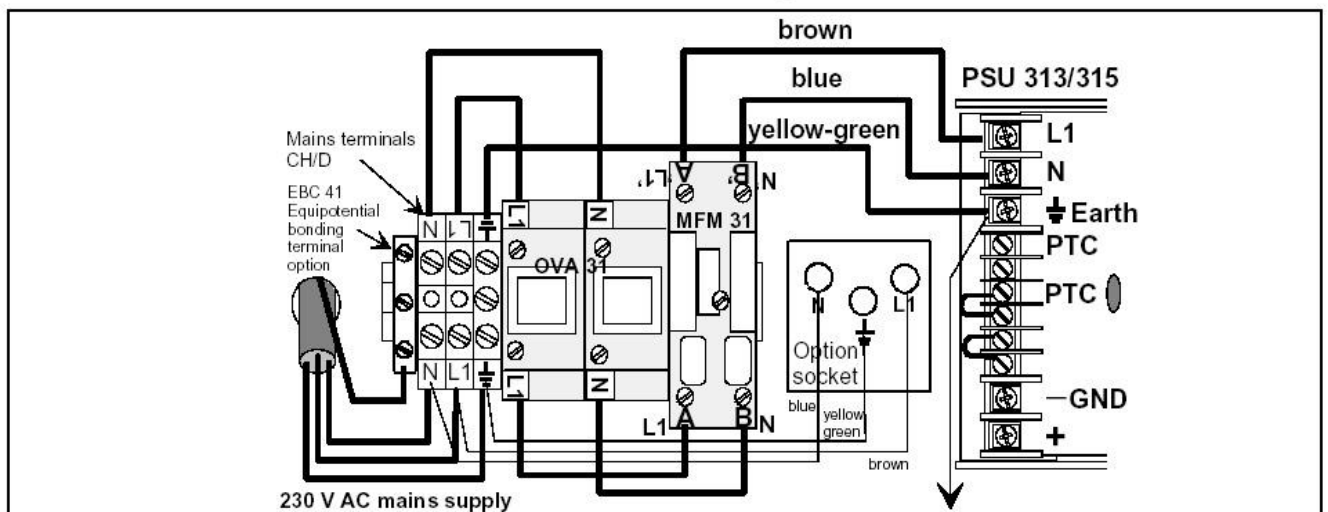 brown
blue
PSU 313/315
yellow-green
L1
N
Earth
PTC
PTC
—GND
+
Mains terminals
CH/D
EBC 41
Equipotential
bonding
terminal
option
N L1
L1
N
OVA 31
A B
'L1' 'N'
MFM 31
N L1
Option
socket
N L1
L1
N
L1 A B N
blue
yellow
green
brown
230 V AC mains supply